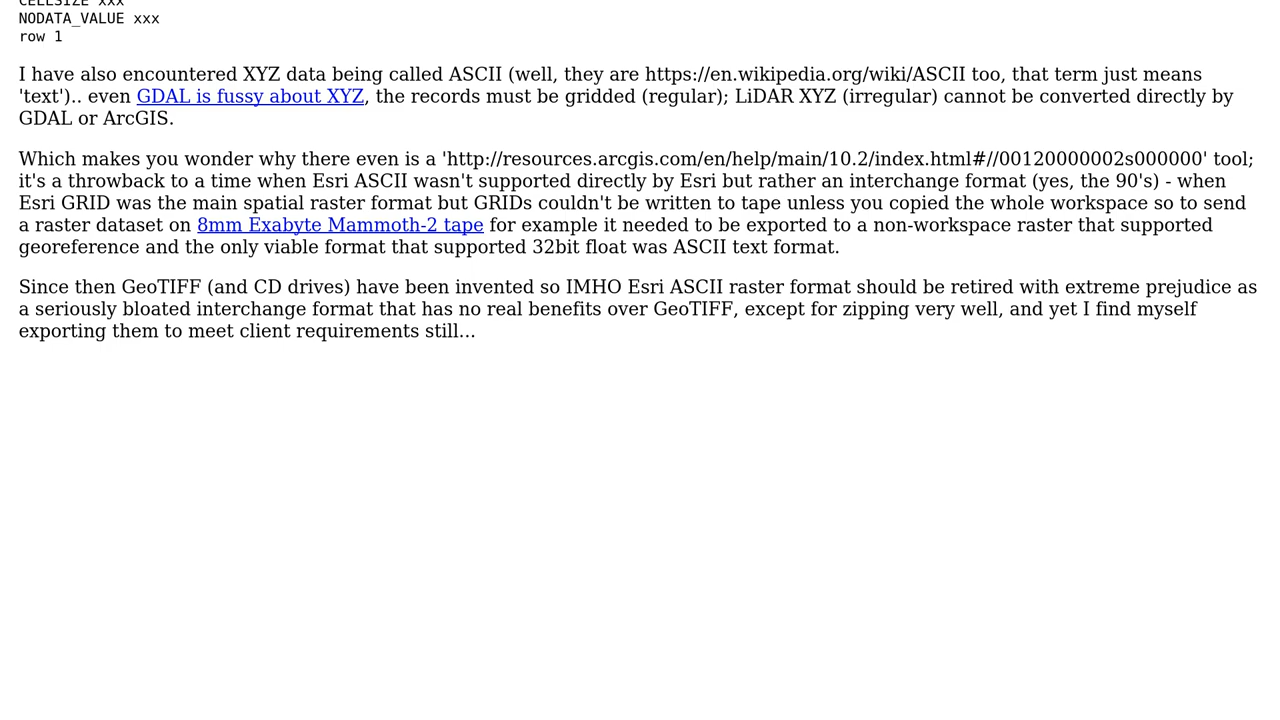 CELLSIZE xxx
NODATA_VALUE xxx
row 1
I have also encountered XYZ data being called ASCII (well, they are https://en.wikipedia.org/wiki/ASCII too, that term just means
'text').. even GDAL is fussy about XYZ, the records must be gridded (regular); LiDAR XYZ (irregular) cannot be converted directly by
GDAL or ArcGIS.
Which makes you wonder why there even is a 'http://resources.arcgis.com/en/help/main/10.2/index.html#//00120000002s000000' tool;
it's a throwback to a time when Esri ASCII wasn't supported directly by Esri but rather an interchange format (yes, the 90's) - when
Esri GRID was the main spatial raster format but GRIDs couldn't be written to tape unless you copied the whole workspace so to send
a raster dataset on 8mm Exabyte Mammoth-2 tape for example it needed to be exported to a non-workspace raster that supported
georeference and the only viable format that supported 32bit float was ASCII text format.
Since then GeoTIFF (and CD drives) have been invented so IMHO Esri ASCII raster format should be retired with extreme prejudice as
a seriously bloated interchange format that has no real benefits over GeoTIFF, except for zipping very well, and yet I find myself
exporting them to meet client requirements still...